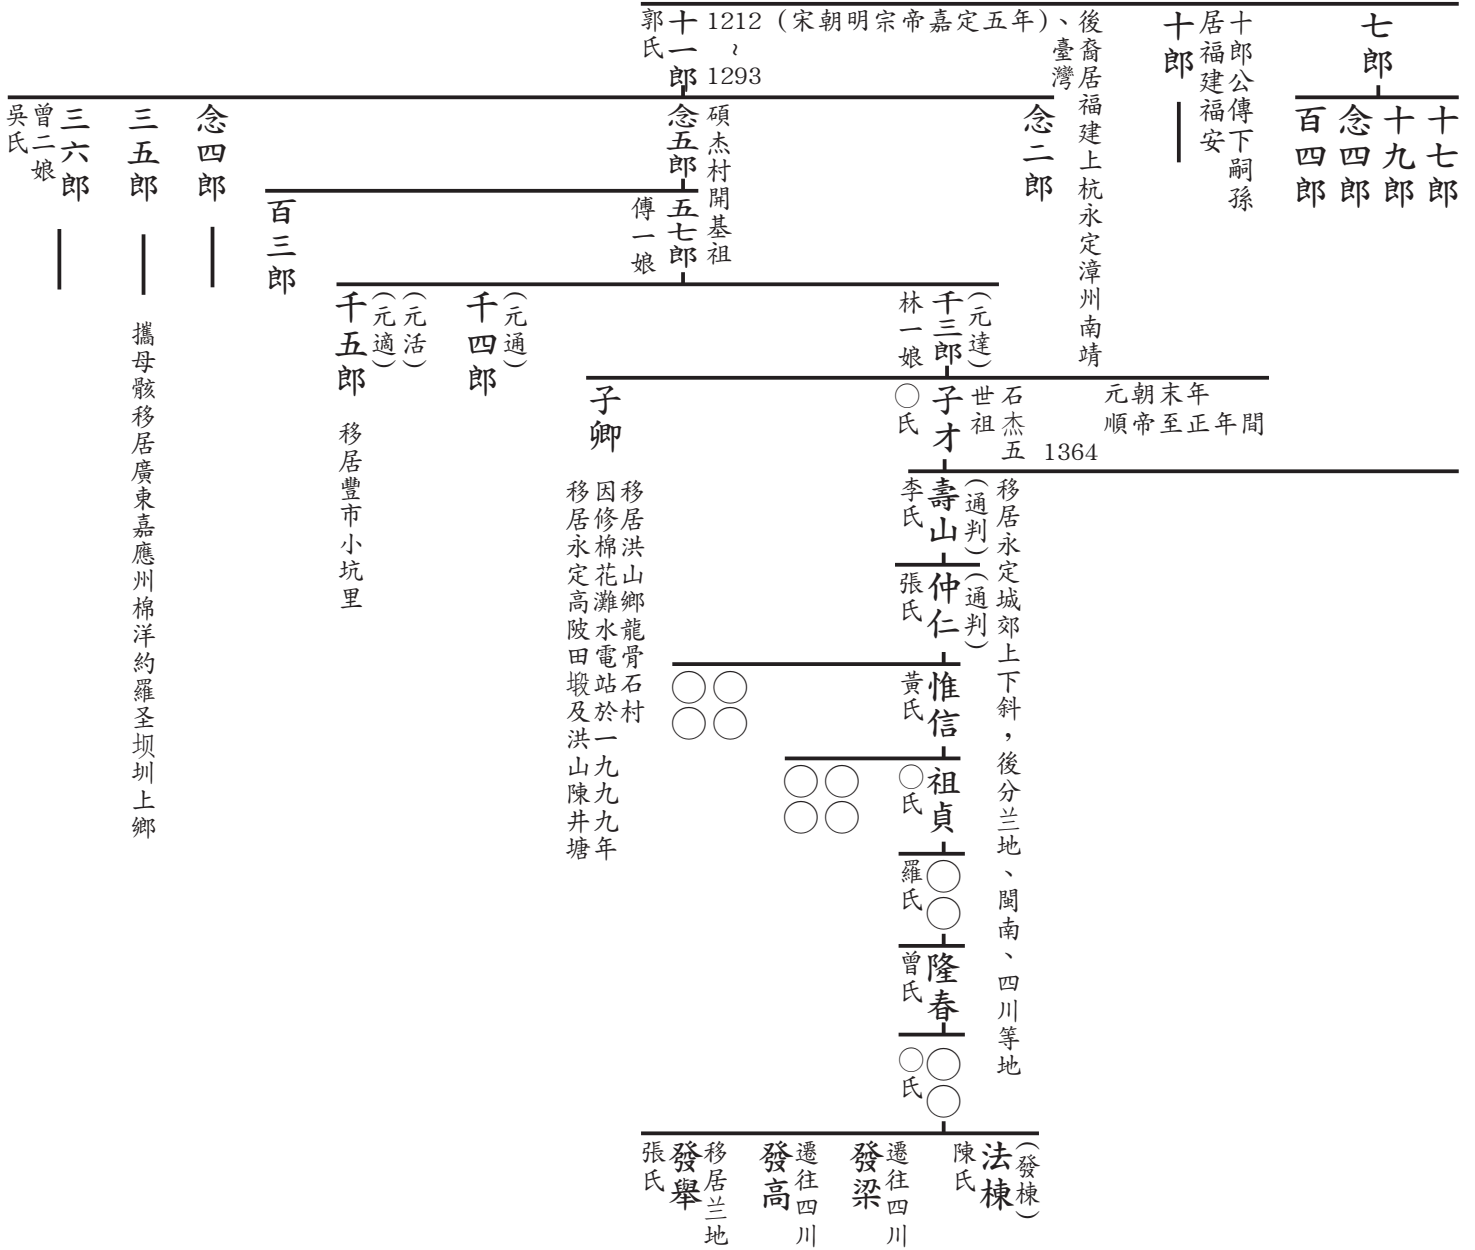 七郎
十郎公傳下嗣孫
居福建福安
十郎
後裔居福建上杭永定漳州南靖
、臺灣
1212（宋朝明宗帝嘉定五年）
~
1293
十一郎
郭氏
十七郎
十九郎
念四郎
百四郎
念二郎
碩杰村開基祖
念五郎
念四郎
三五郎
攜母骸移居廣東嘉應州棉洋約羅圣坝圳上鄉
三六郎
曾二娘
吳氏
五七郎
傅一娘
百三郎
（元達）
千三郎
林一娘
（元通）
千四郎
（元活）
（元適）
千五郎
移居豐市小坑里
元朝末年
順帝至正年間
1364
石杰五
世祖
子才
○氏
子卿
移居洪山鄉龍骨石村
因修棉花灘水電站於一九九九年
移居永定高陂田塅及洪山陳井塘
移居永定城郊上下斜，後分兰地、閩南、四川等地
（通判）
壽山
李氏
（通判）
仲仁
張氏
惟信
黃氏
○○
○○
祖貞
○氏
○○
○○
○○
羅氏
隆春
曾氏
○○
○氏
（發棟）
法棟
陳氏
遷往四川
發梁
遷往四川
發高
移居兰地
發舉
張氏